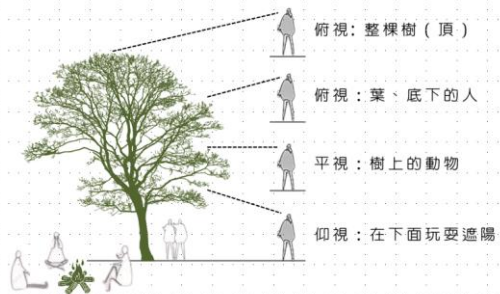 俯視：整棵樹（頂）
俯視：葉、底下的人
平視：樹上的動物
仰視：在下面玩耍遮陽